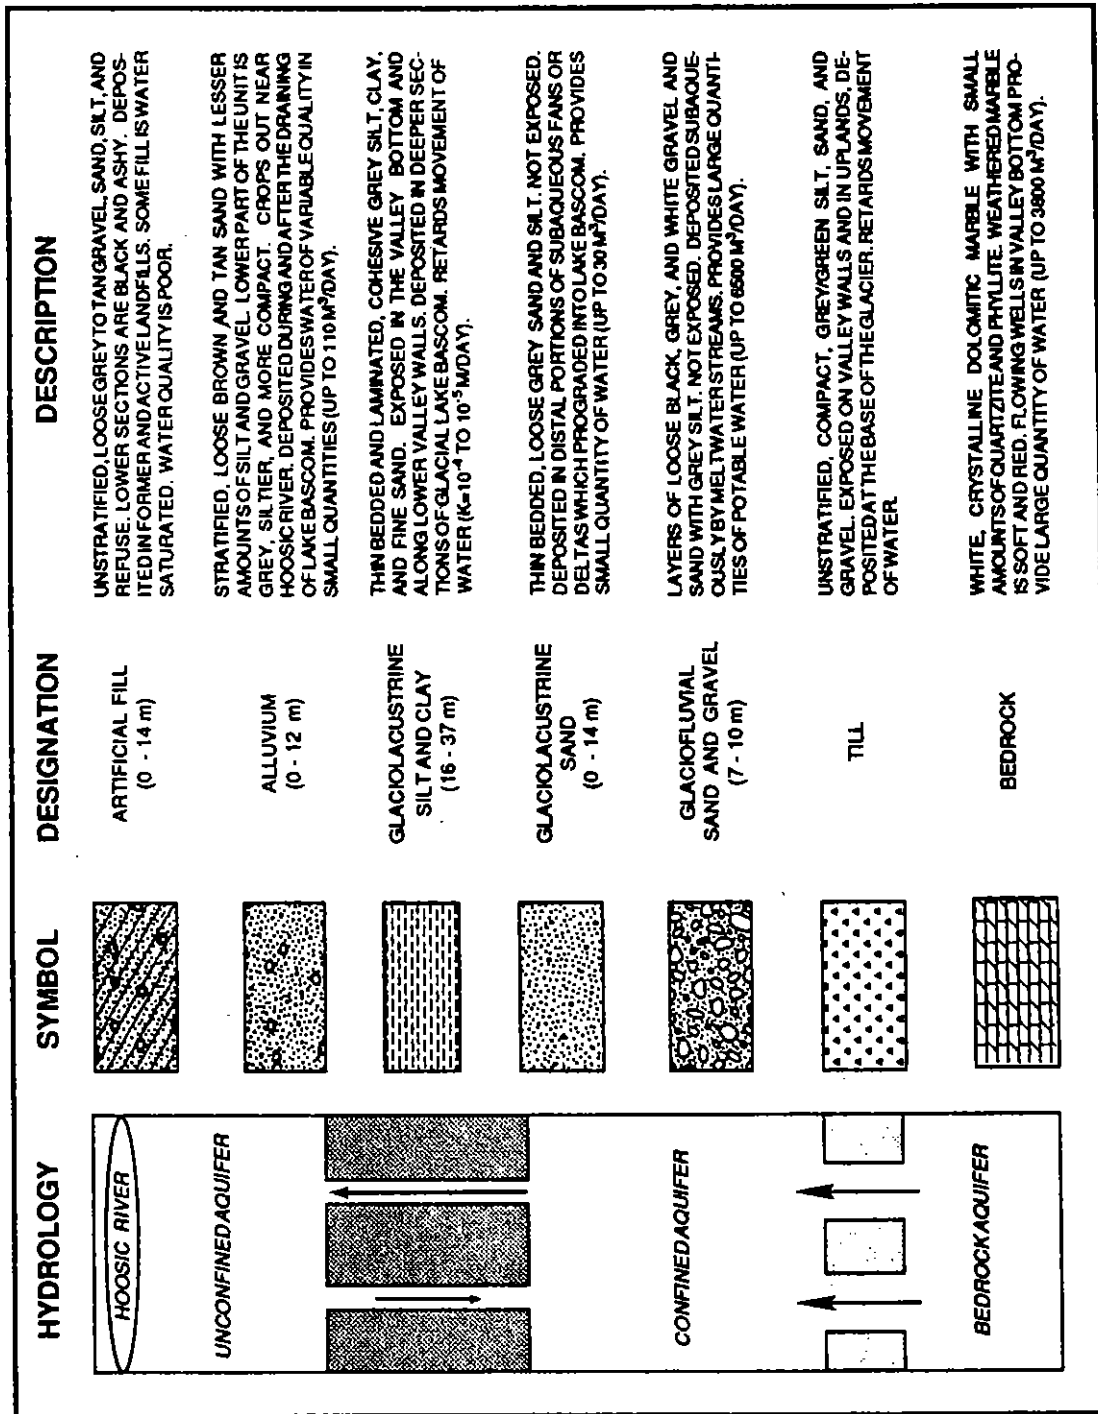 HYDROLOGY
SYMBOL
DESIGNATION
DESCRIPTION
HOOSIC RIVER
UNCONFINED AQUIFER
CONFINED AQUIFER
BEDROCK AQUIFER
ARTIFICIAL FILL
(0 - 14 m)
UNSTRATIFIED, LOOSE GREY TO TAN GRAVEL, SAND, SILT, AND
REFUSE. LOWER SECTIONS ARE BLACK AND ASHY. DEPOS-
ITED IN FORMER AND ACTIVE LANDFILLS. SOME FILL IS WATER
SATURATED. WATER QUALITY IS POOR.
ALLUVIUM
(0 - 12 m)
STRATIFIED, LOOSE BROWN AND TAN SAND WITH LESSER
AMOUNTS OF SILT AND GRAVEL. LOWER PART OF THE UNIT IS
GREY, SILTIER, AND MORE COMPACT. CROPS OUT NEAR
HOOSIC RIVER. DEPOSITED DURING AND AFTER THE DRAINING
OF LAKE BASCOM. PROVIDES WATER OF VARIABLE QUALITY IN
SMALL QUANTITIES (UP TO 110 M³/DAY).
GLACIOLACUSTRINE
SILT AND CLAY
(16 - 37 m)
THIN BEDDED AND LAMINATED, COHESIVE GREY SILT, CLAY,
AND FINE SAND. EXPOSED IN THE VALLEY BOTTOM AND
ALONG LOWER VALLEY WALLS. DEPOSITED IN DEEPER SEC-
TIONS OF GLACIAL LAKE BASCOM. RETARDS MOVEMENT OF
WATER (K=10⁻⁴ TO 10⁻⁵ M/DAY).
GLACIOLACUSTRINE
SAND
(0 - 14 m)
THIN BEDDED, LOOSE GREY SAND AND SILT. NOT EXPOSED.
DEPOSITED IN DISTAL PORTIONS OF SUBAQUEOUS FANS OR
DELTAS WHICH PROGRADED INTO LAKE BASCOM. PROVIDES
SMALL QUANTITY OF WATER (UP TO 30 M³/DAY).
GLACIOFLUVIAL
SAND AND GRAVEL
(7 - 10 m)
LAYERS OF LOOSE BLACK, GREY, AND WHITE GRAVEL AND
SAND WITH GREY SILT. NOT EXPOSED. DEPOSITED SUBAQUE-
OUSLY BY MELTWATER STREAMS. PROVIDES LARGE QUANTI-
TIES OF POTABLE WATER (UP TO 6500 M³/DAY).
TILL
UNSTRATIFIED, COMPACT, GREY/GREEN SILT, SAND, AND
GRAVEL. EXPOSED ON VALLEY WALLS AND IN UPLANDS, DE-
POSITED AT THE BASE OF THE GLACIER. RETARDS MOVEMENT
OF WATER.
BEDROCK
WHITE, CRYSTALLINE DOLOMITIC MARBLE WITH SMALL
AMOUNTS OF QUARTZITE AND PHYLLITE. WEATHERED MARBLE
IS SOFT AND RED. FLOWING WELLS IN VALLEY BOTTOM PRO-
VIDE LARGE QUANTITY OF WATER (UP TO 3800 M³/DAY).